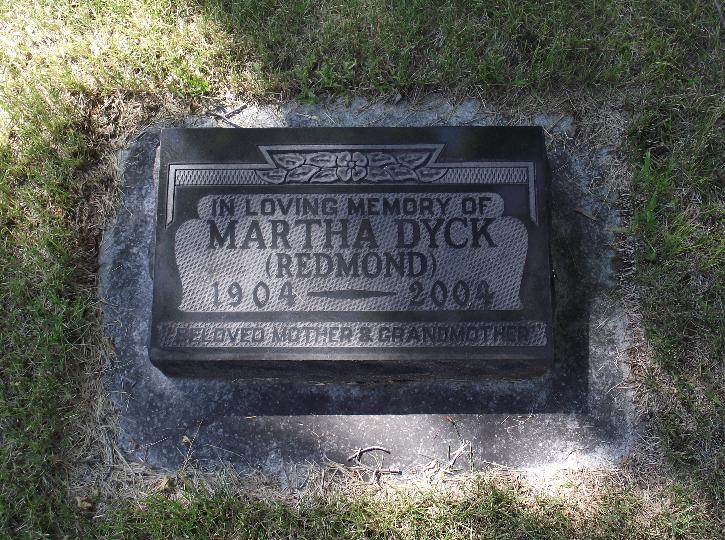 IN LOVING MEMORY OF
MARTHA DYCK
(REDMOND)
1904 — 2004
BELOVED MOTHER & GRANDMOTHER